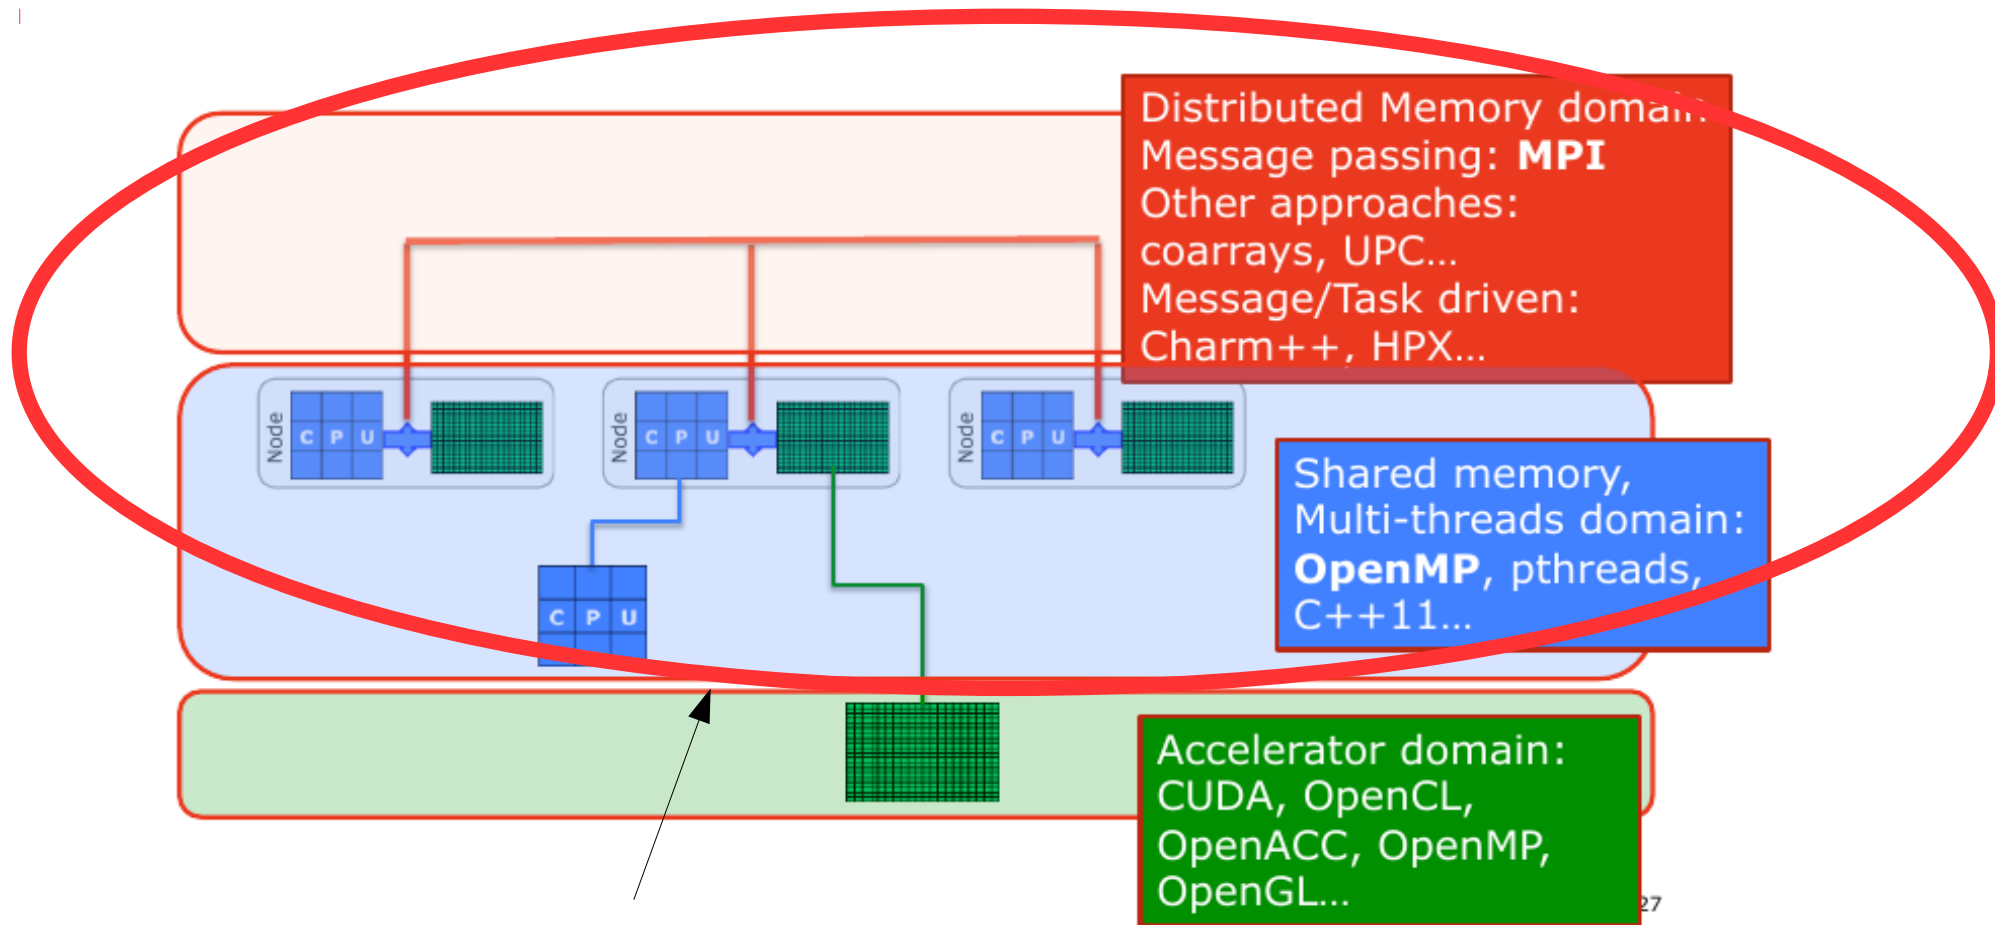 Distributed Memory domain:
Message passing: MPI
Other approaches:
coarrays, UPC...
Message/Task driven:
Charm++, HPX...
Node
C P U
Node
C P U
Node
C P U
Shared memory,
Multi-threads domain:
OpenMP, pthreads,
C++11...
C P U
Accelerator domain:
CUDA, OpenCL,
OpenACC, OpenMP,
OpenGL...
27